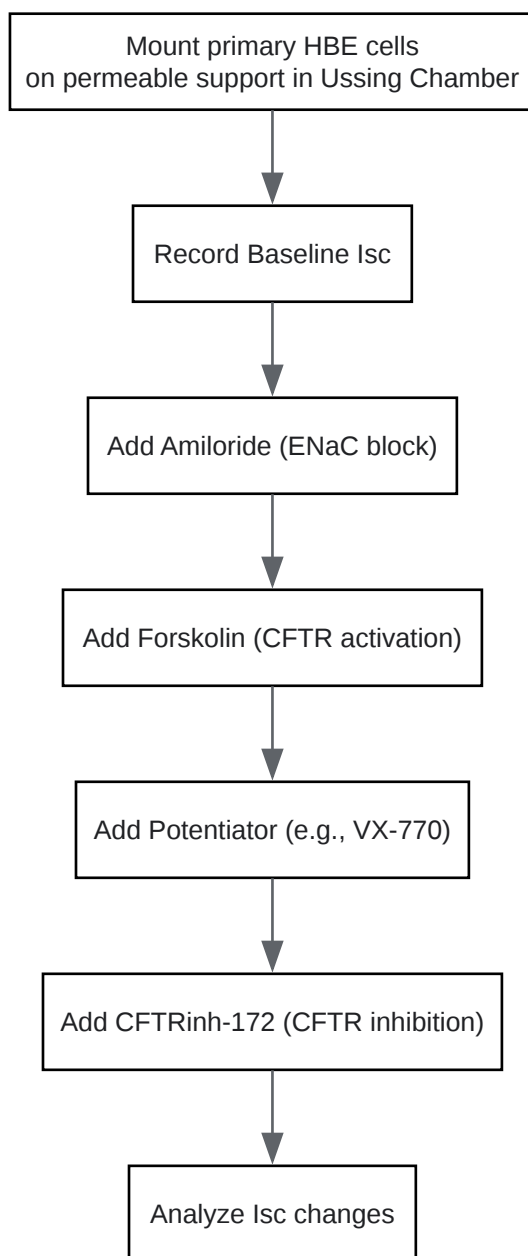 Mount primary HBE cells
on permeable support in Ussing Chamber
Record Baseline Isc
Add Amiloride (ENaC block)
Add Forskolin (CFTR activation)
Add Potentiator (e.g., VX-770)
Add CFTRinh-172 (CFTR inhibition)
Analyze Isc changes